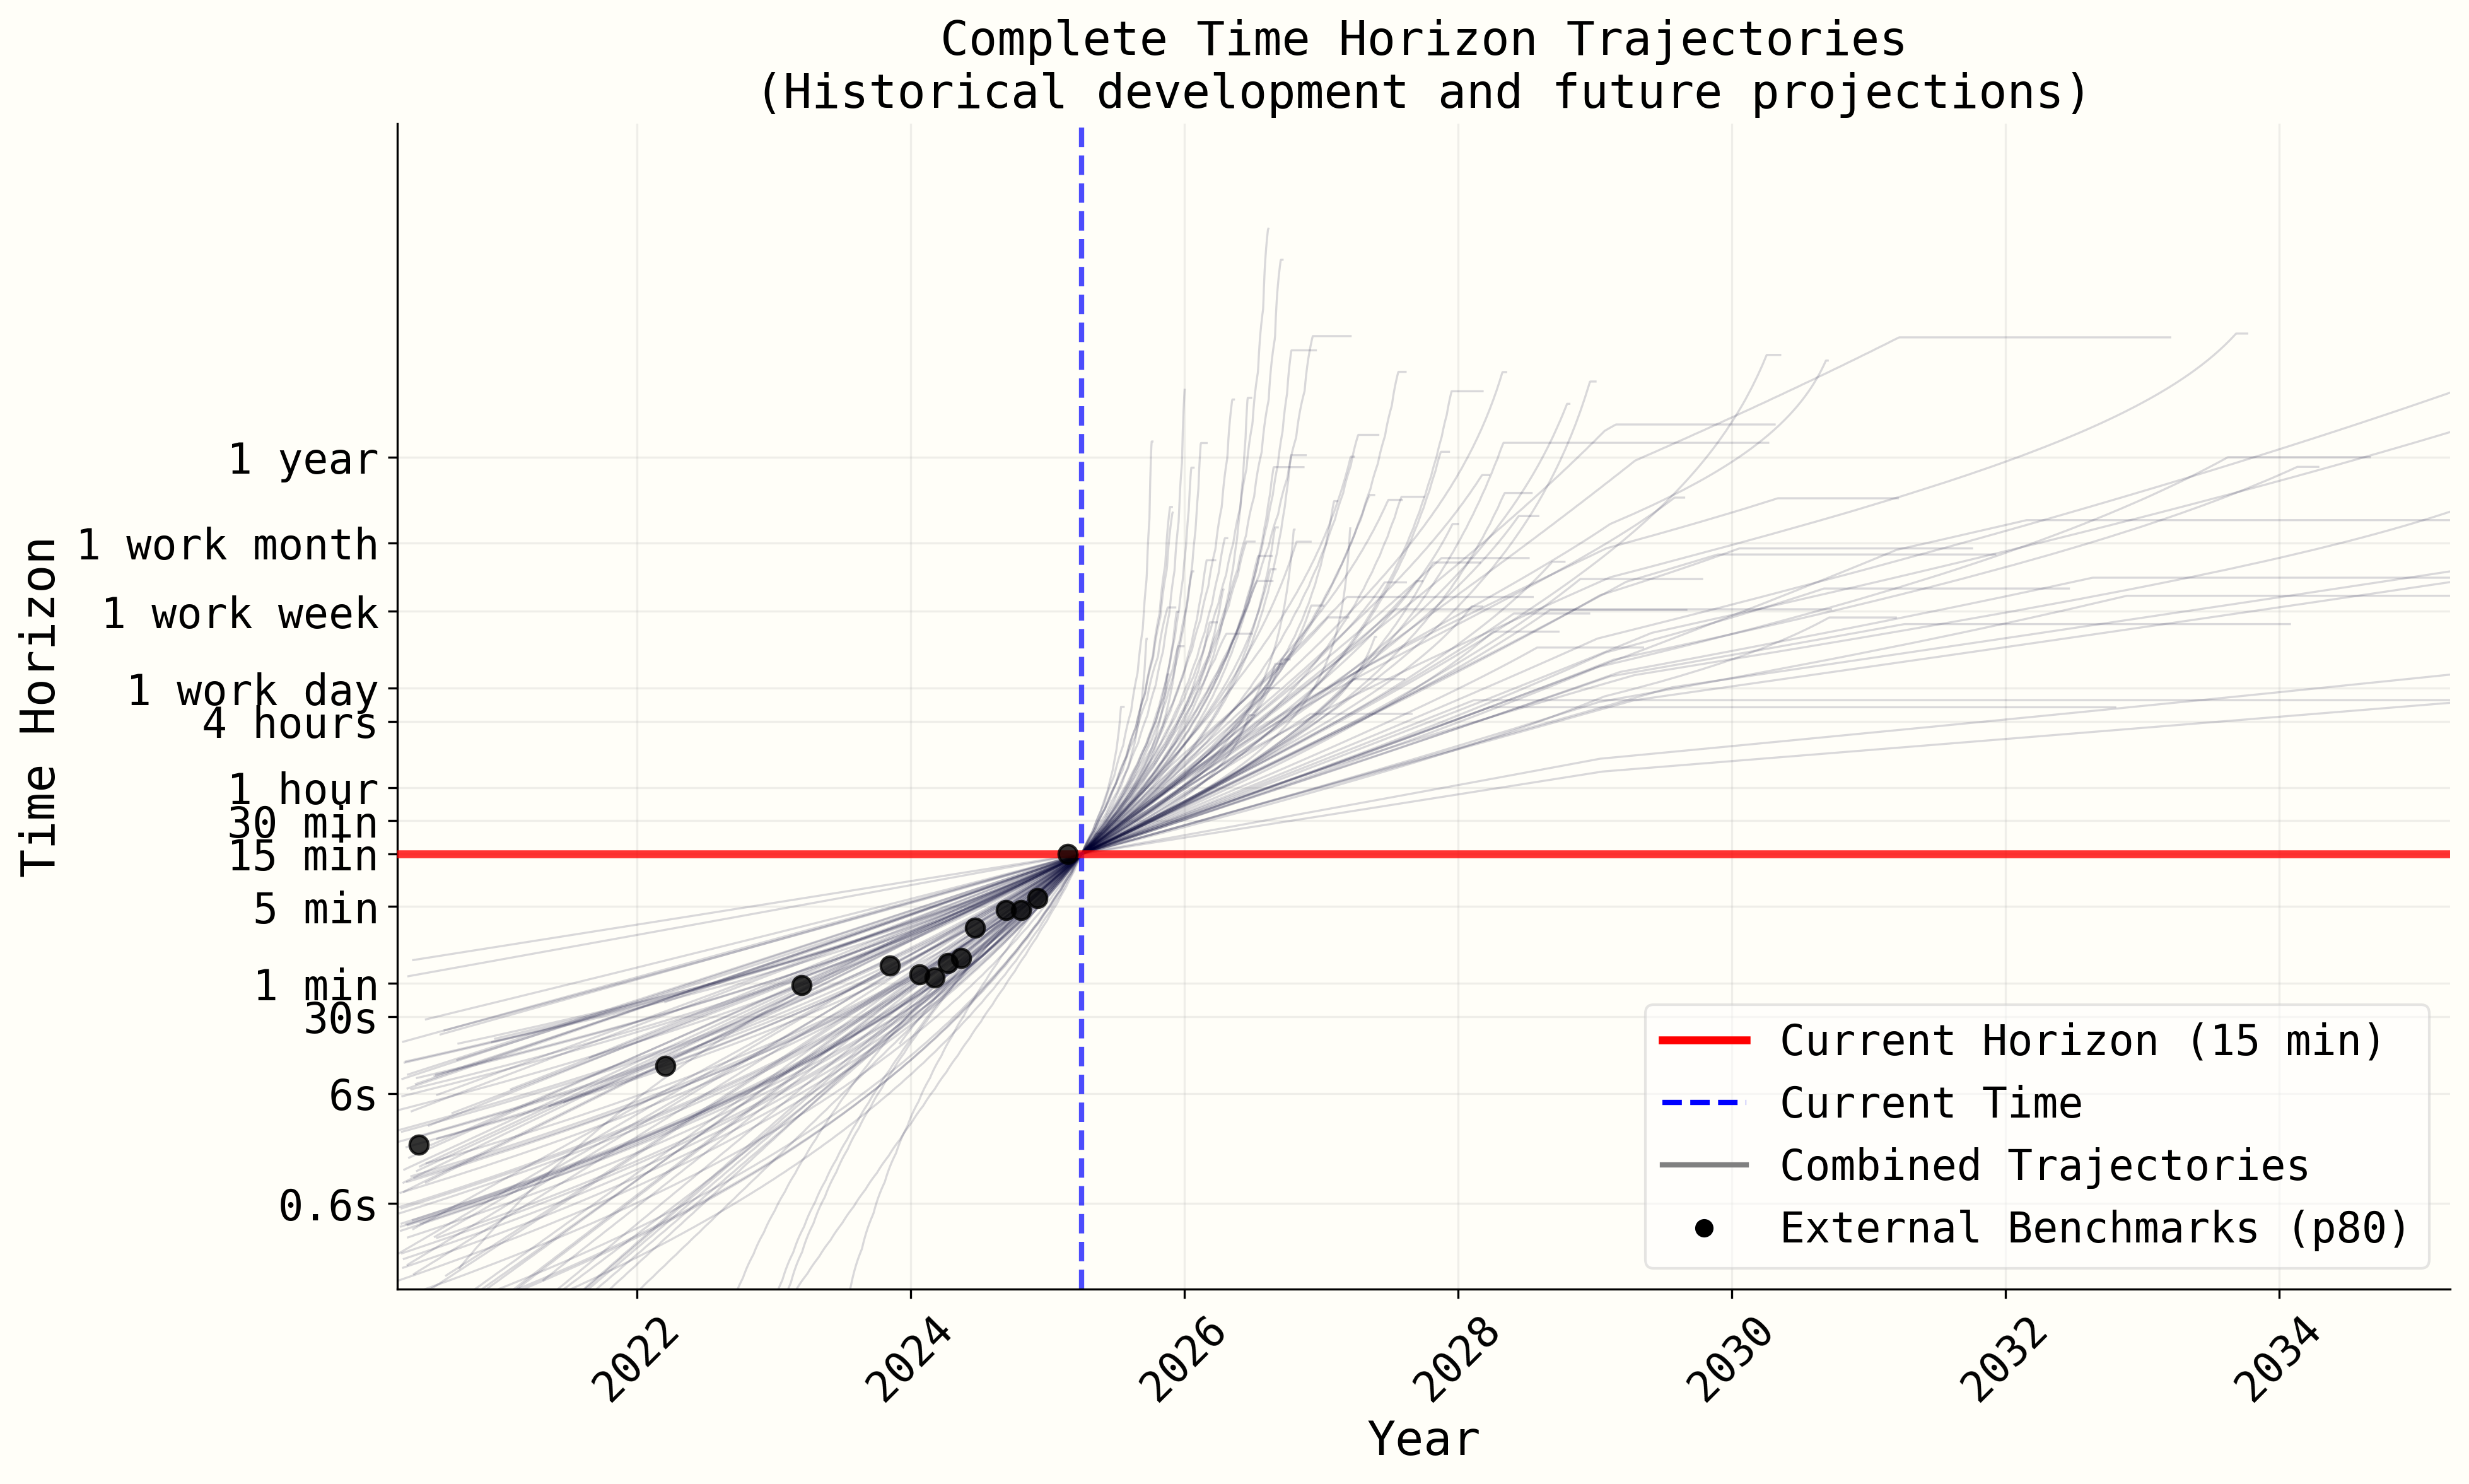 Complete Time Horizon Trajectories
(Historical development and future projections)
Time Horizon
1 year
1 work month
1 work week
1 work day
4 hours
1 hour
30 min
15 min
5 min
1 min
30s
6s
0.6s
Current Horizon (15 min)
Current Time
Combined Trajectories
External Benchmarks (p80)
2022
2024
2026
2028
2030
2032
2034
Year